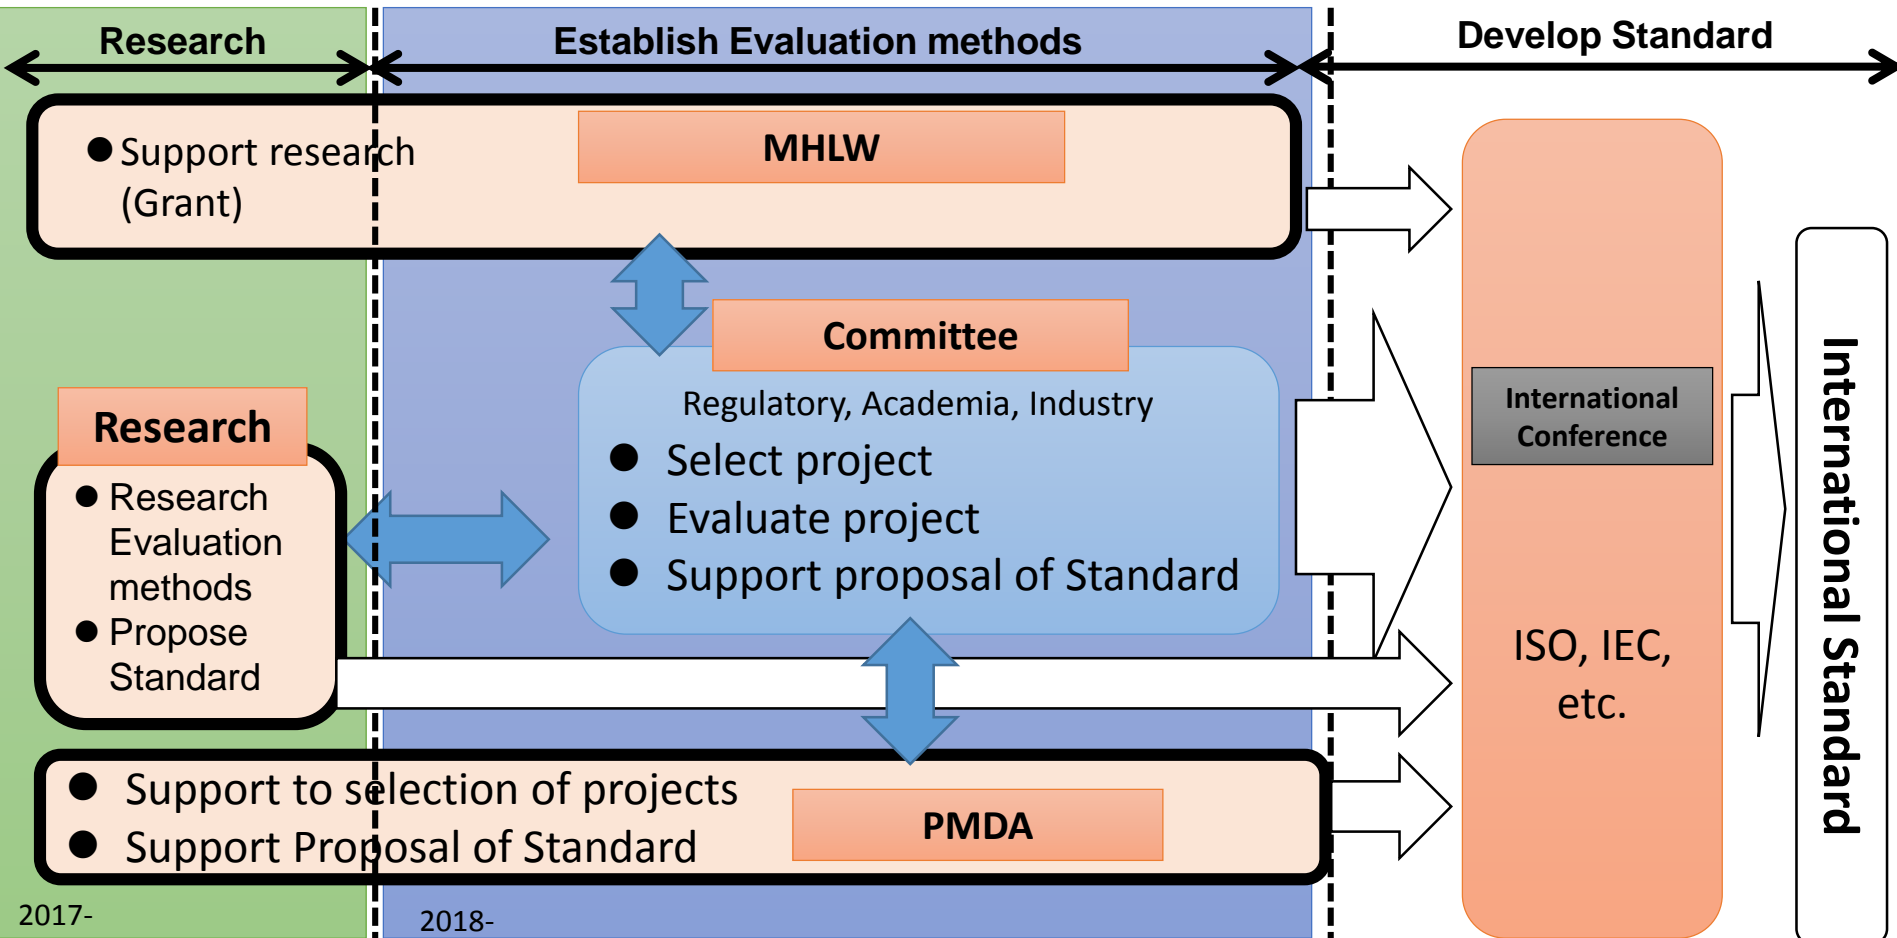 Research
Establish Evaluation methods
Develop Standard
● Support research
(Grant)
MHLW
Committee
Regulatory, Academia, Industry
● Select project
● Evaluate project
● Support proposal of Standard
Research
● Research
Evaluation
methods
● Propose
Standard
● Support to selection of projects
● Support Proposal of Standard
PMDA
2017-
2018-
International
Conference
ISO, IEC,
etc.
International Standard